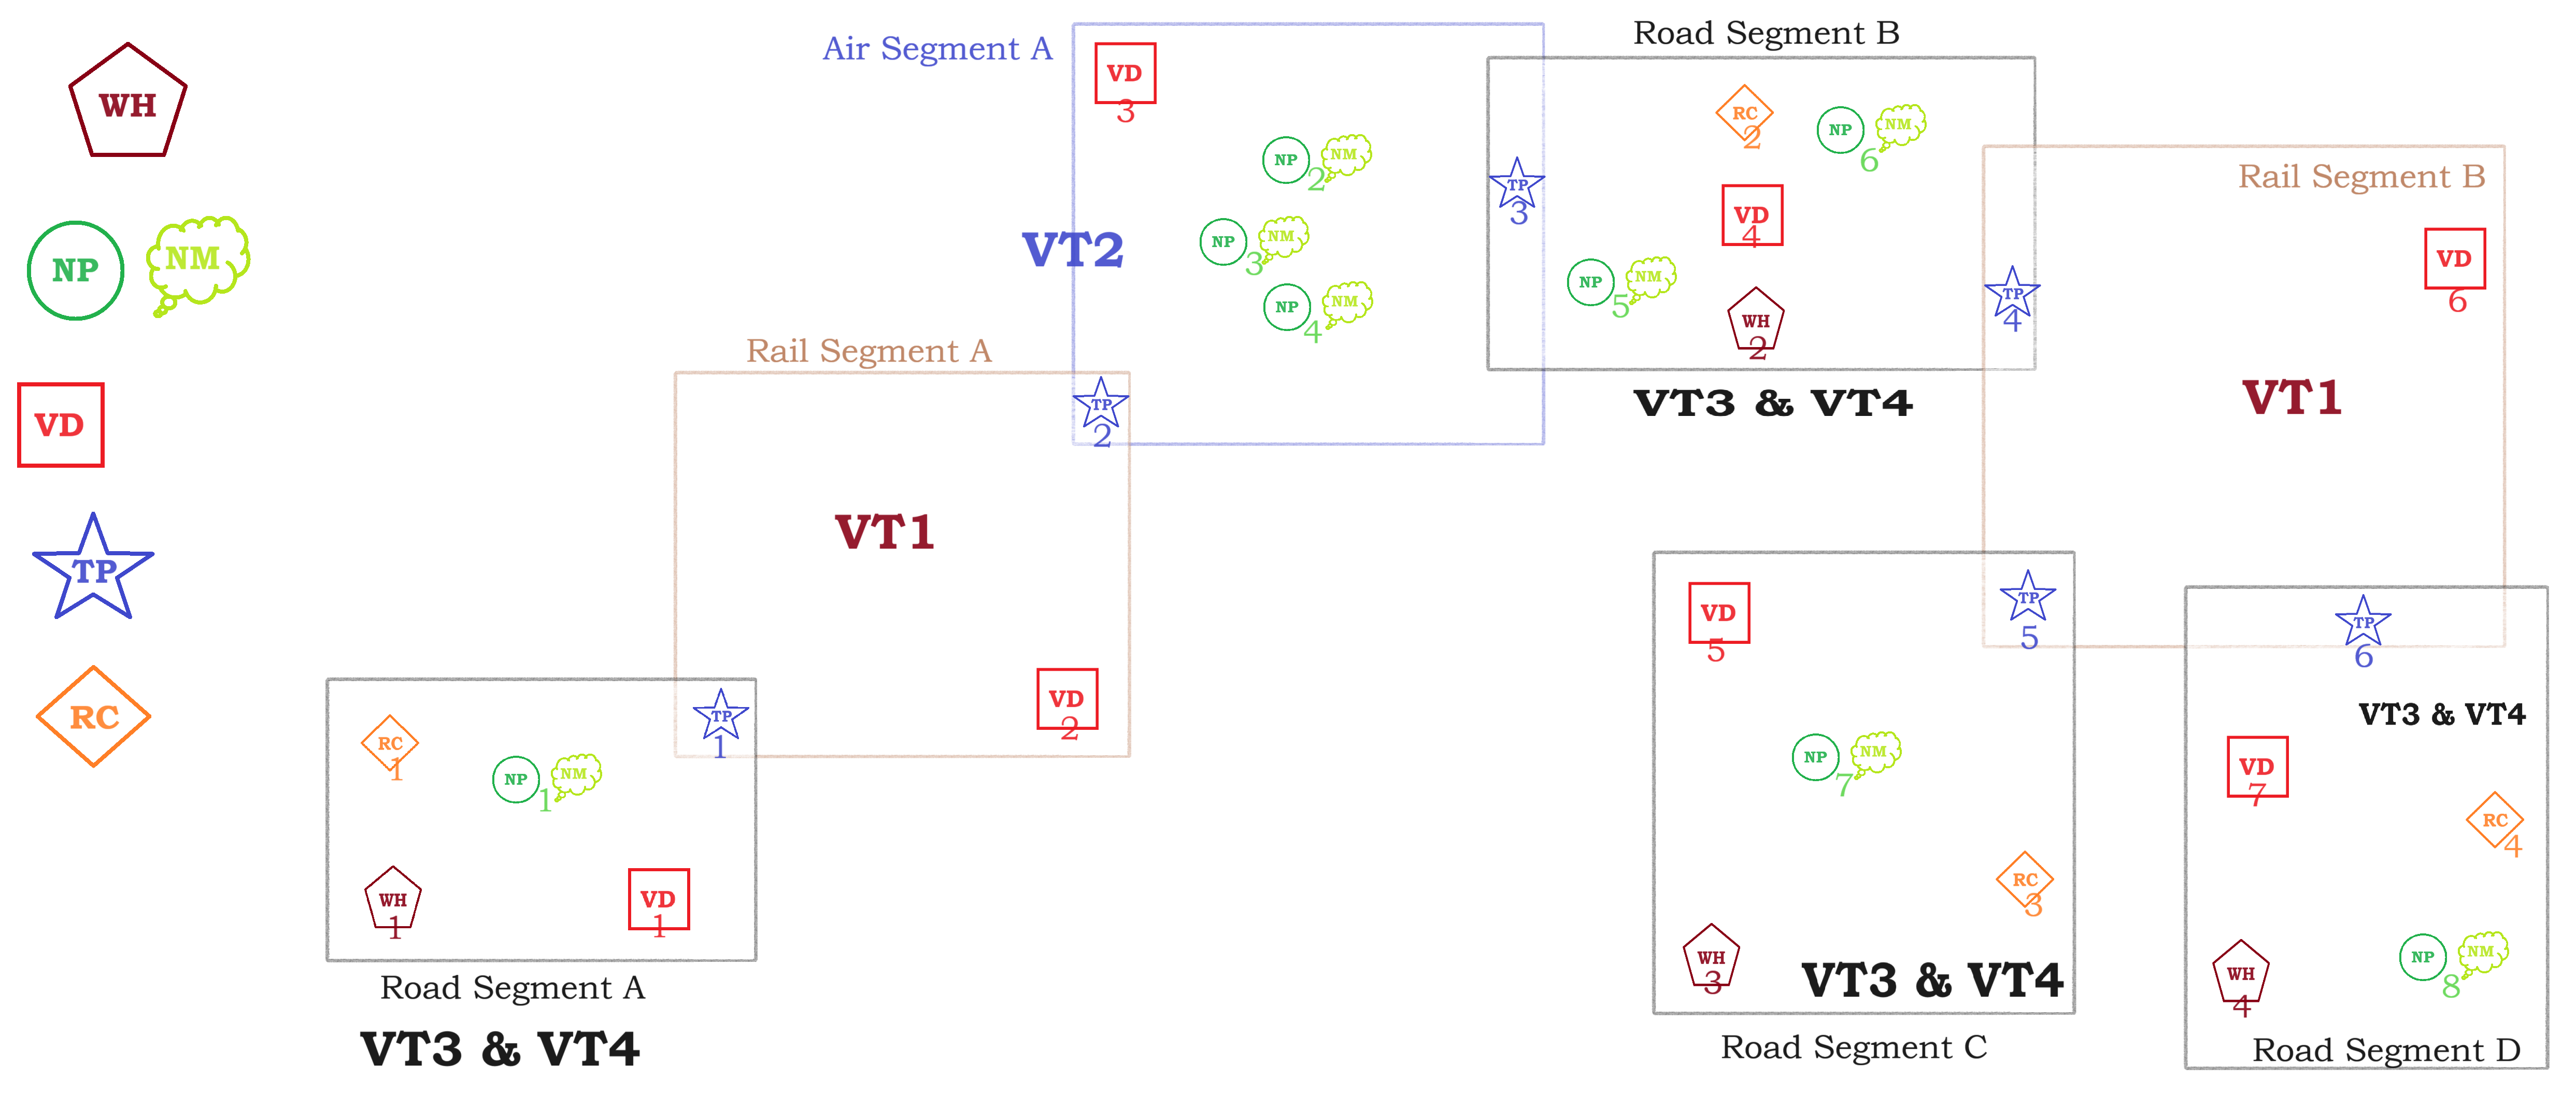 WH
NP NM
VD
TP
RC
Air Segment A
VD
3
NP 2 NM
NP 3 NM
NP 4 NM
VT2
TP
2
Road Segment B
RC
2
NP 6 NM
TP
3
VD
4
NP 5 NM
WH
2
TP
4
VT3 & VT4
Rail Segment B
VD
6
VT1
Rail Segment A
VT1
VD
2
TP
1
RC
1
NP 1 NM
WH
1
VD
1
Road Segment A
VT3 & VT4
VD
5
TP
5
NP 7 NM
RC
3
WH
3
VT3 & VT4
Road Segment C
TP
6
VT3 & VT4
VD
7
RC
4
WH
4
NP 8 NM
Road Segment D